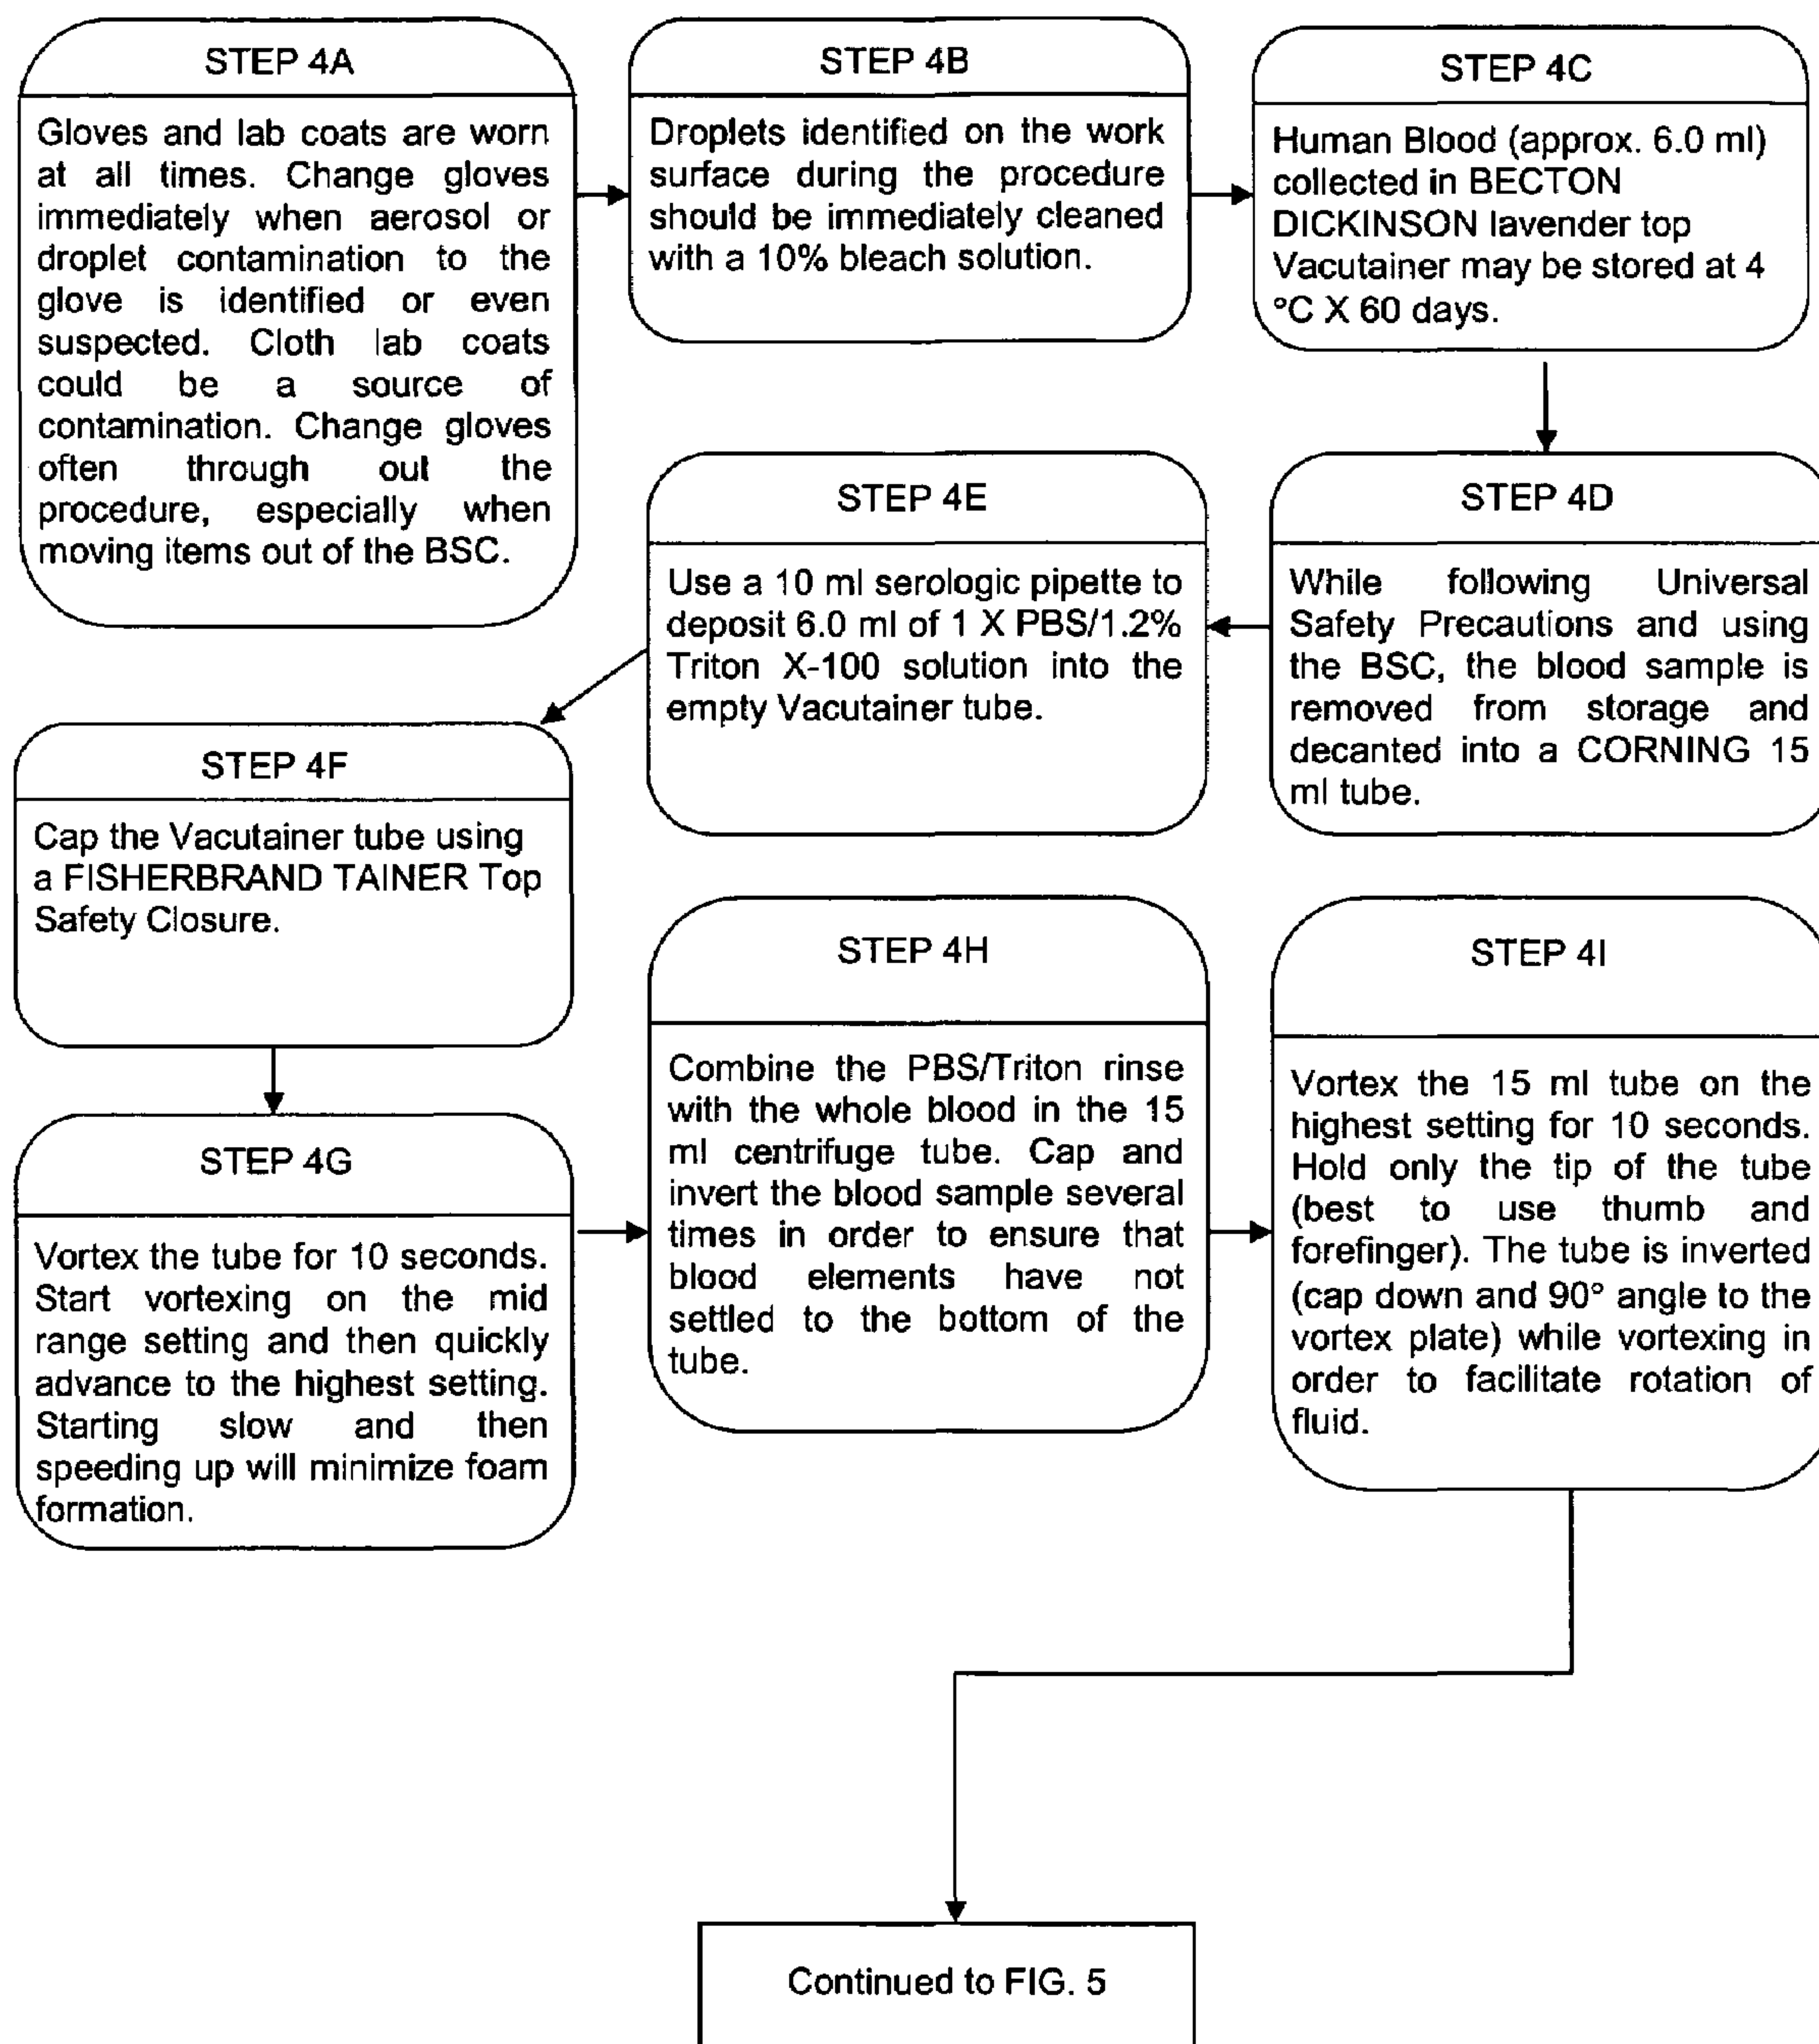 STEP 4A
Gloves and lab coats are worn
at all times. Change gloves
immediately when aerosol or
droplet contamination to the
glove is identified or even
suspected. Cloth lab coats
could be a source of
contamination. Change gloves
often through out the
procedure, especially when
moving items out of the BSC.
STEP 4B
Droplets identified on the work
surface during the procedure
should be immediately cleaned
with a 10% bleach solution.
STEP 4C
Human Blood (approx. 6.0 ml)
collected in BECTON
DICKINSON lavender top
Vacutainer may be stored at 4
°C X 60 days.
STEP 4D
While following Universal
Safety Precautions and using
the BSC, the blood sample is
removed from storage and
decanted into a CORNING 15
ml tube.
STEP 4E
Use a 10 ml serologic pipette to
deposit 6.0 ml of 1 X PBS/1.2%
Triton X-100 solution into the
empty Vacutainer tube.
STEP 4F
Cap the Vacutainer tube using
a FISHERBRAND TAINER Top
Safety Closure.
STEP 4G
Vortex the tube for 10 seconds.
Start vortexing on the mid
range setting and then quickly
advance to the highest setting.
Starting slow and then
speeding up will minimize foam
formation.
STEP 4H
Combine the PBS/Triton rinse
with the whole blood in the 15
ml centrifuge tube. Cap and
invert the blood sample several
times in order to ensure that
blood elements have not
settled to the bottom of the
tube.
STEP 4I
Vortex the 15 ml tube on the
highest setting for 10 seconds.
Hold only the tip of the tube
(best to use thumb and
forefinger). The tube is inverted
(cap down and 90° angle to the
vortex plate) while vortexing in
order to facilitate rotation of
fluid.
Continued to FIG. 5